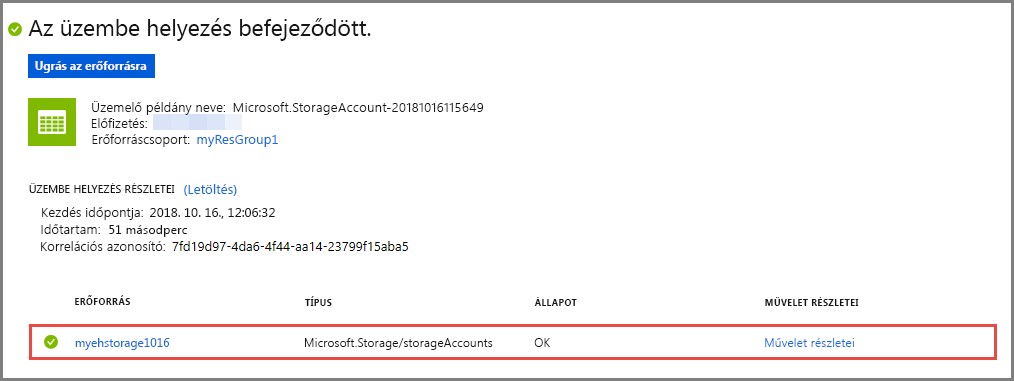 Az üzembe helyezés befejeződött.
Ugrás az erőforrásra
Üzemelő példány neve: Microsoft.StorageAccount-20181016115649
Előfizetés:
Erőforráscsoport: myResGroup1
ÜZEMBE HELYEZÉS RÉSZLETEI (Letöltés)
Kezdés időpontja: 2018. 10. 16., 12:06:32
Időtartam: 51 másodperc
Korrelációs azonosító: 7fd19d97-4da6-4f44-aa14-23799f15aba5
ERŐFORRÁS TÍPUS ÁLLAPOT MŰVELET RÉSZLETEI
myehstorage1016 Microsoft.Storage/storageAccounts OK Művelet részletei